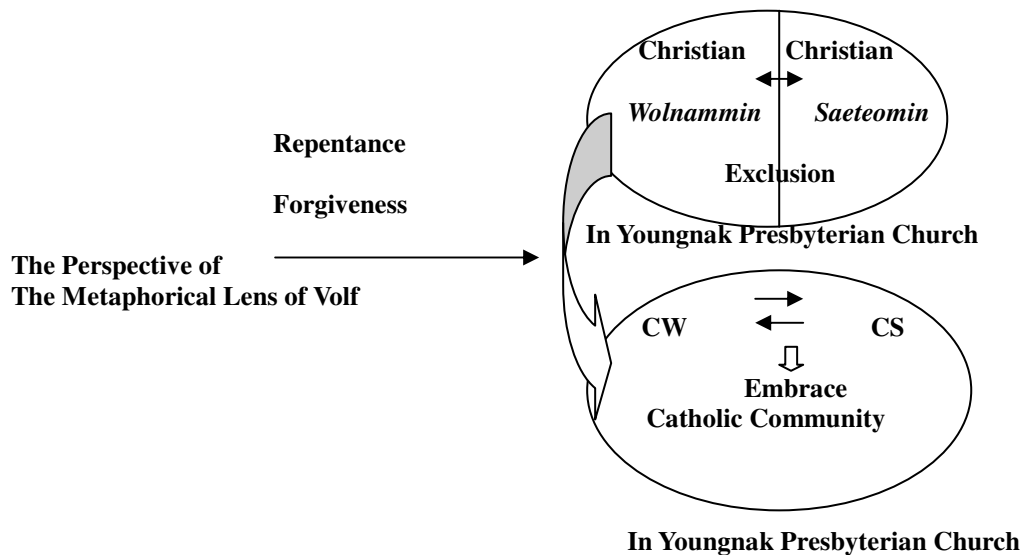 Christian Christian
Wolnammin Saeteomin
Exclusion
In Youngnak Presbyterian Church
Repentance
Forgiveness
The Perspective of
The Metaphorical Lens of Volf
CW CS
Embrace
Catholic Community
In Youngnak Presbyterian Church